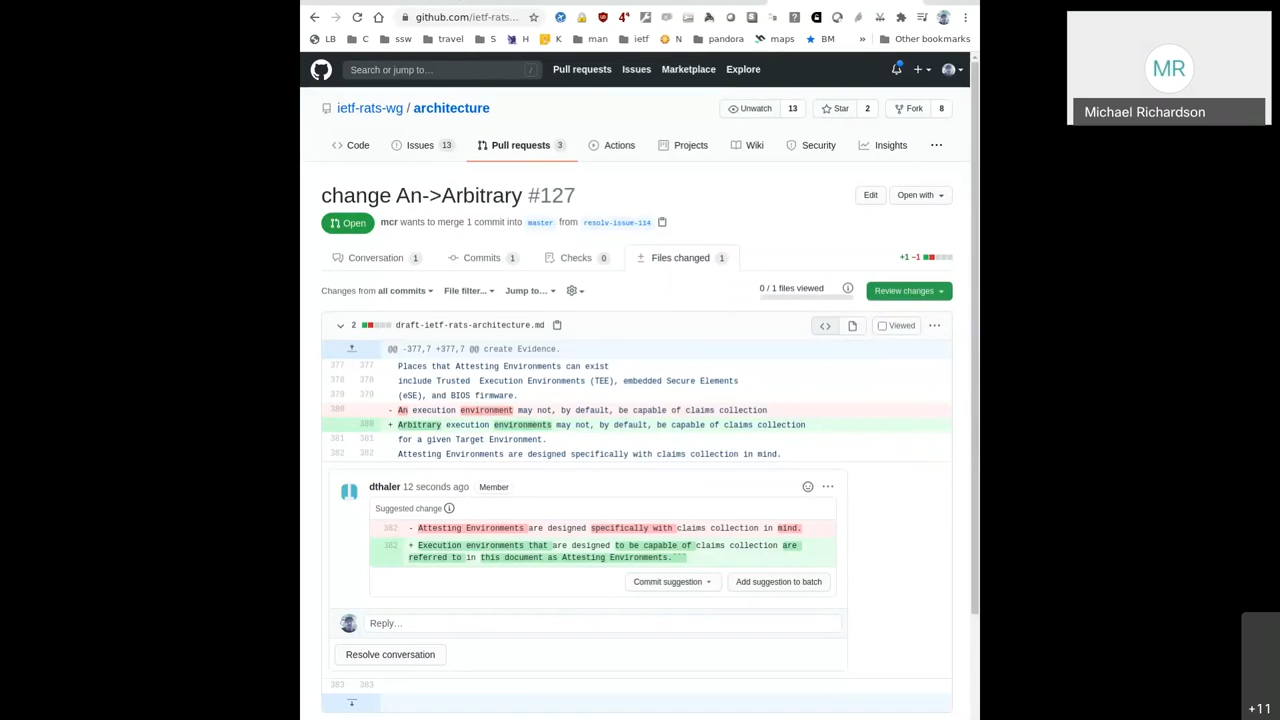 github.com/ietf-rats...
LB C ssw travel S H K man ietf N pandora maps BM » Other bookmarks
Search or jump to… / Pull requests Issues Marketplace Explore
ietf-rats-wg / architecture Unwatch 13 Star 2 Fork 8
Code Issues 13 Pull requests 3 Actions Projects Wiki Security Insights
change An->Arbitrary #127 Edit Open with
Open mcr wants to merge 1 commit into master from resolv-issue-114
Conversation 1 Commits 1 Checks 0 Files changed 1 +1 −1
Changes from all commits File filter... Jump to… 0 / 1 files viewed Review changes
2 draft-ietf-rats-architecture.md Viewed
@@ -377,7 +377,7 @@ create Evidence.
377 377 Places that Attesting Environments can exist
378 378 include Trusted Execution Environments (TEE), embedded Secure Elements
379 379 (eSE), and BIOS firmware.
380 - An execution environment may not, by default, be capable of claims collection
380 + Arbitrary execution environments may not, by default, be capable of claims collection
381 381 for a given Target Environment.
382 382 Attesting Environments are designed specifically with claims collection in mind.
dthaler 12 seconds ago Member
Suggested change
382 - Attesting Environments are designed specifically with claims collection in mind.
382 + Execution environments that are designed to be capable of claims collection are
referred to in this document as Attesting Environments.```
Commit suggestion Add suggestion to batch
Reply…
Resolve conversation
383 383
MR
Michael Richardson
+11